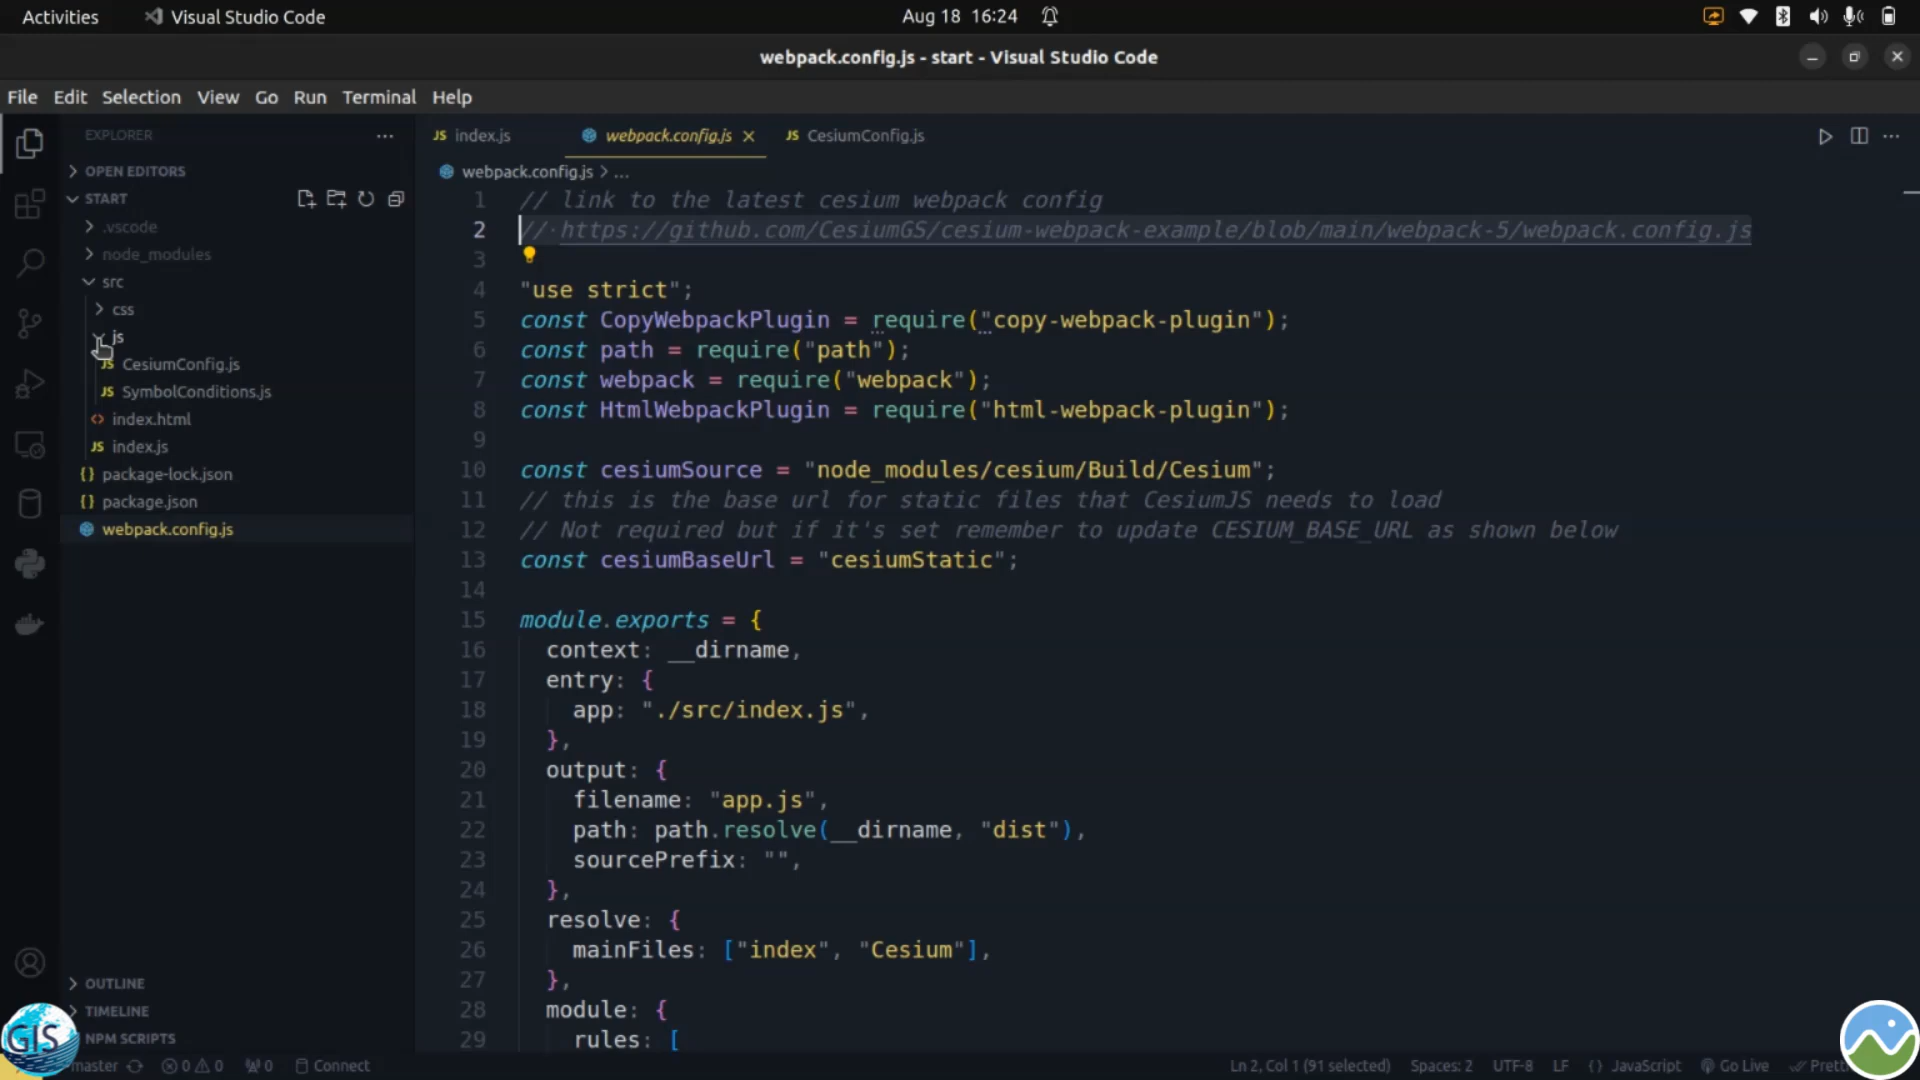 Activities
Visual Studio Code
Aug 18 16:24
webpack.config.js - start - Visual Studio Code
File Edit Selection View Go Run Terminal Help
EXPLORER
OPEN EDITORS
START
.vscode
node_modules
src
css
js
JS CesiumConfig.js
JS SymbolConditions.js
<> index.html
JS index.js
{} package-lock.json
{} package.json
webpack.config.js
OUTLINE
TIMELINE
NPM SCRIPTS
JS index.js
webpack.config.js
JS CesiumConfig.js
webpack.config.js > ...
1 // link to the latest cesium webpack config
2 // https://github.com/CesiumGS/cesium-webpack-example/blob/main/webpack-5/webpack.config.js
3
4 "use strict";
5 const CopyWebpackPlugin = require("copy-webpack-plugin");
6 const path = require("path");
7 const webpack = require("webpack");
8 const HtmlWebpackPlugin = require("html-webpack-plugin");
9
10 const cesiumSource = "node_modules/cesium/Build/Cesium";
11 // this is the base url for static files that CesiumJS needs to load
12 // Not required but if it's set remember to update CESIUM_BASE_URL as shown below
13 const cesiumBaseUrl = "cesiumStatic";
14
15 module.exports = {
16 context: __dirname,
17 entry: {
18 app: "./src/index.js",
19 },
20 output: {
21 filename: "app.js",
22 path: path.resolve(__dirname, "dist"),
23 sourcePrefix: "",
24 },
25 resolve: {
26 mainFiles: ["index", "Cesium"],
27 },
28 module: {
29 rules: [
GIS
master
0 0
0
Connect
Ln 2, Col 1 (91 selected)
Spaces: 2
UTF-8
LF
{} JavaScript
Go Live
Prett